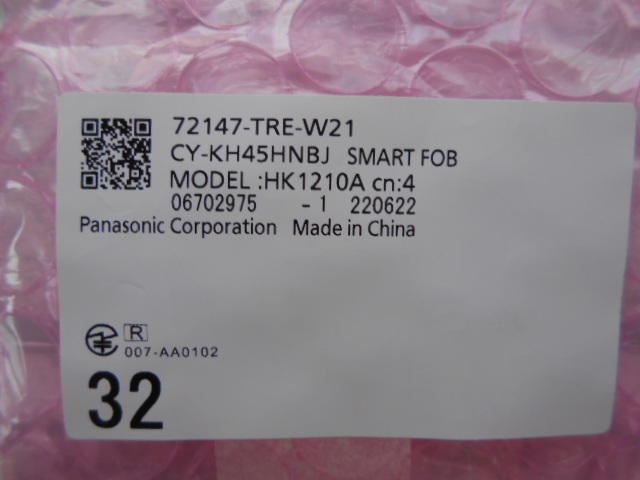 72147-TRE-W21
CY-KH45HNBJ SMART FOB
MODEL :HK1210A cn:4
06702975 -1 220622
Panasonic Corporation Made in China
R
007-AA0102
32